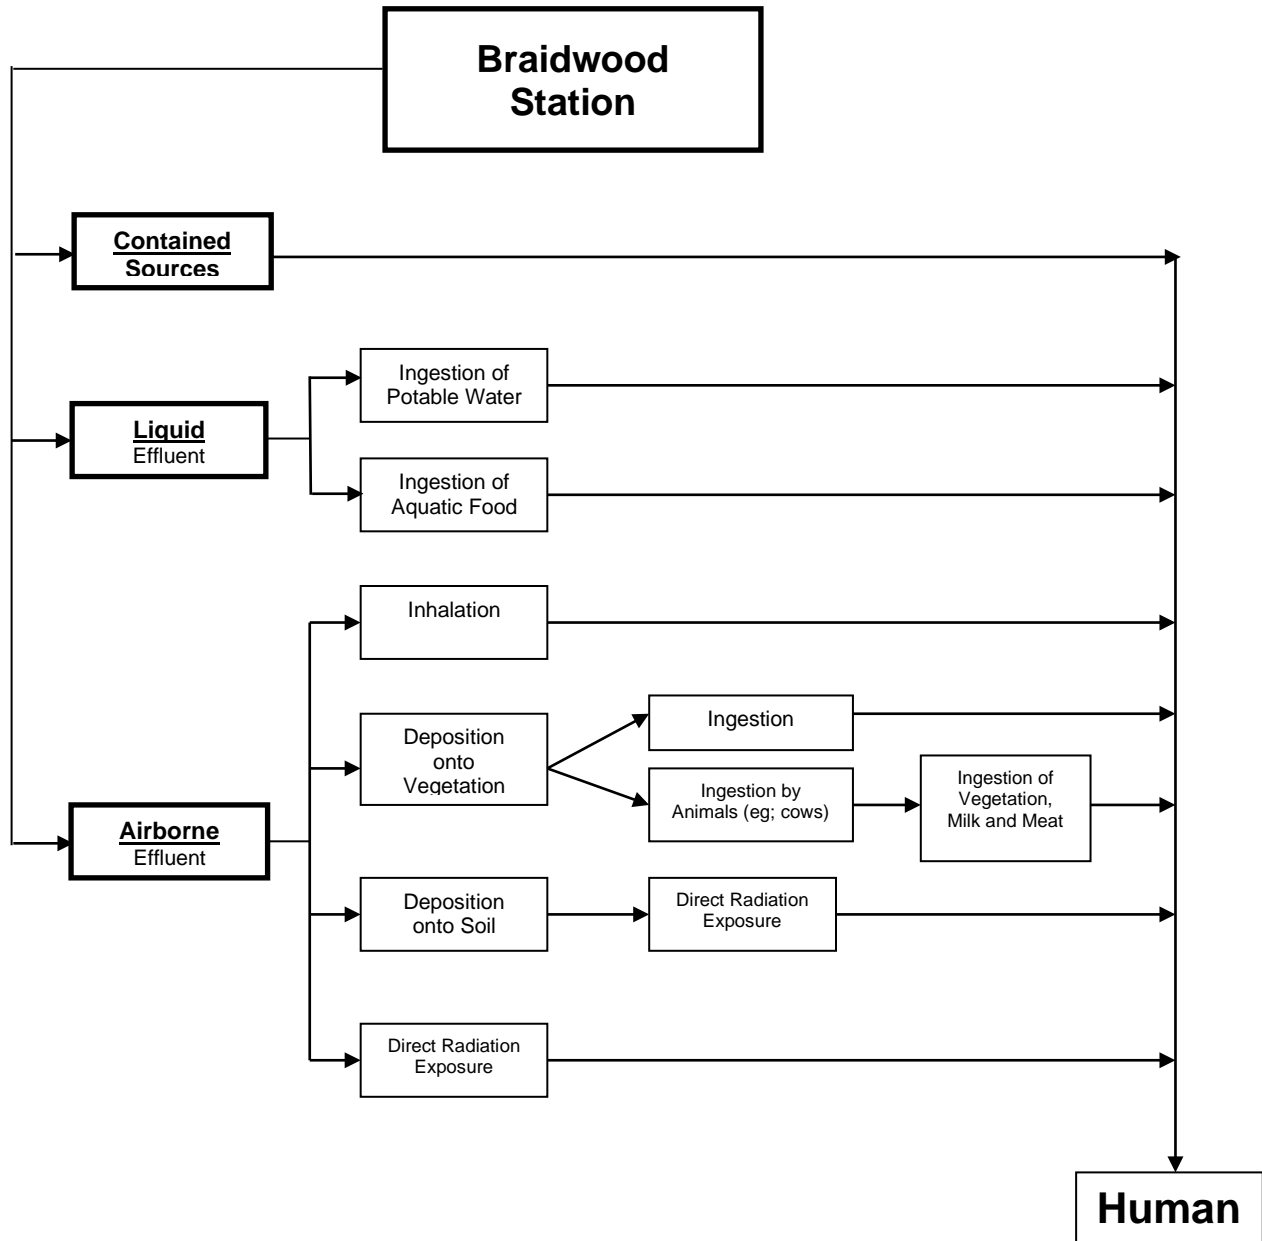 Braidwood
Station
Contained
Sources
Ingestion of
Potable Water
Liquid
Effluent
Ingestion of
Aquatic Food
Inhalation
Deposition
onto
Vegetation
Ingestion
Ingestion by
Animals (eg; cows)
Ingestion of
Vegetation,
Milk and Meat
Airborne
Effluent
Deposition
onto Soil
Direct Radiation
Exposure
Direct Radiation
Exposure
Human